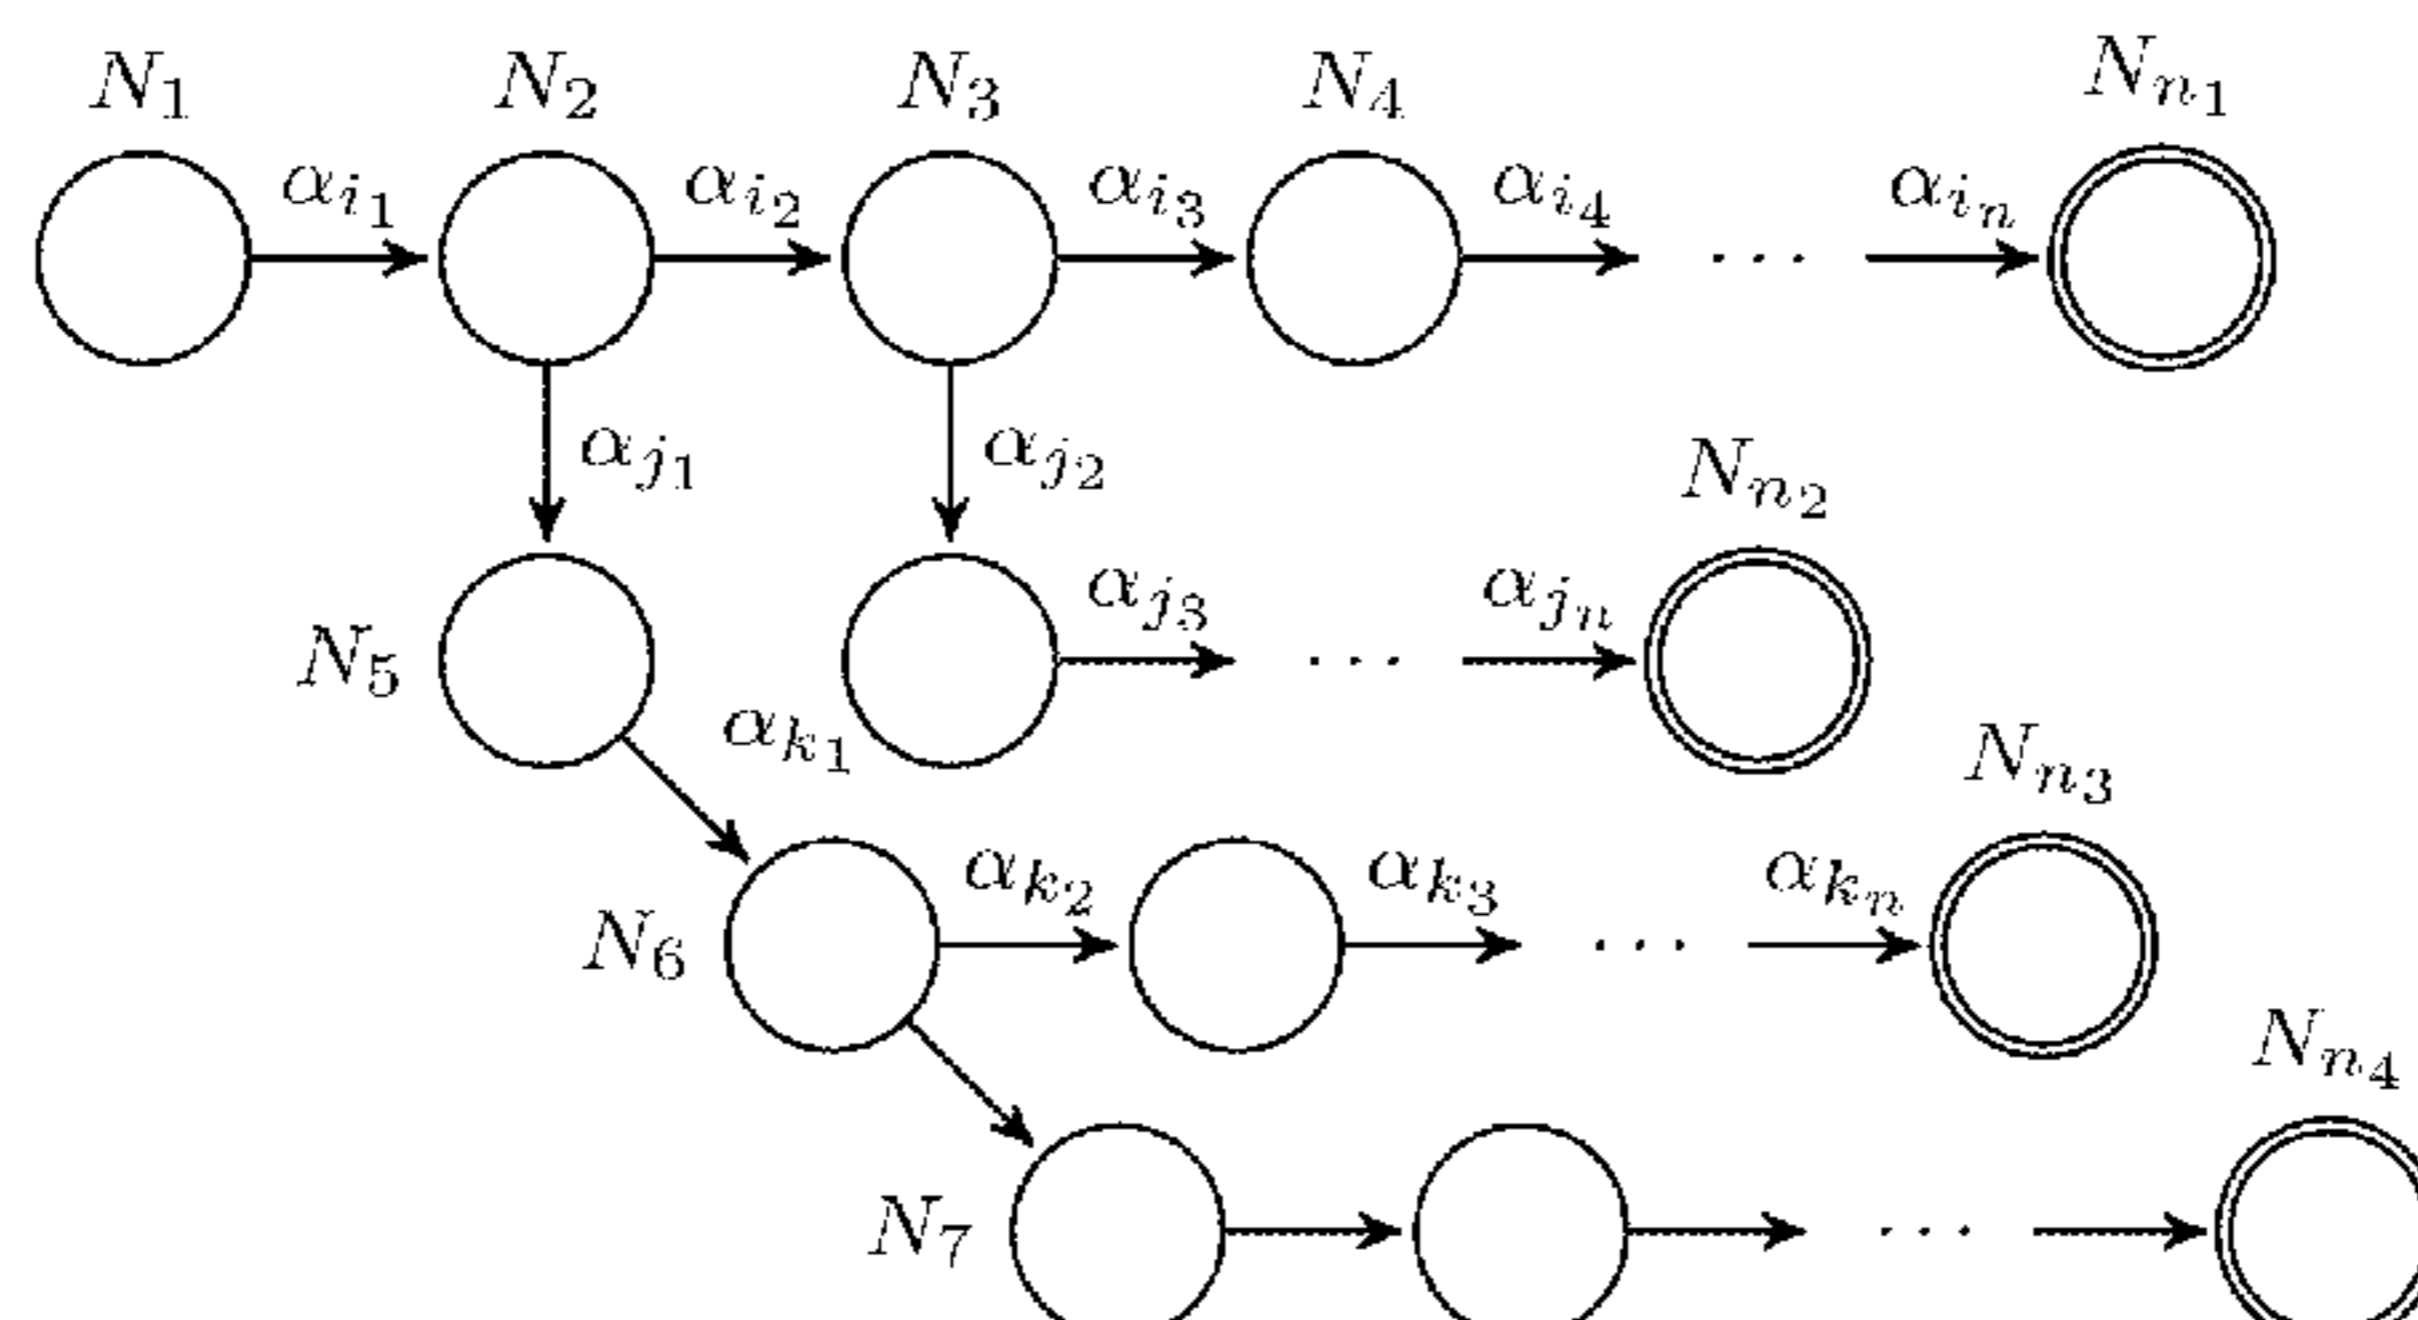 N₁ N₂ N₃ N₄ Nₙ₁
αᵢ₁ αᵢ₂ αᵢ₃ αᵢ₄ ... αᵢₙ
αⱼ₁ αⱼ₂ Nₙ₂
N₅ αⱼ₃ ... αⱼₙ
αₖ₁ Nₙ₃
N₆ αₖ₂ αₖ₃ ... αₖₙ
Nₙ₄
N₇ ...